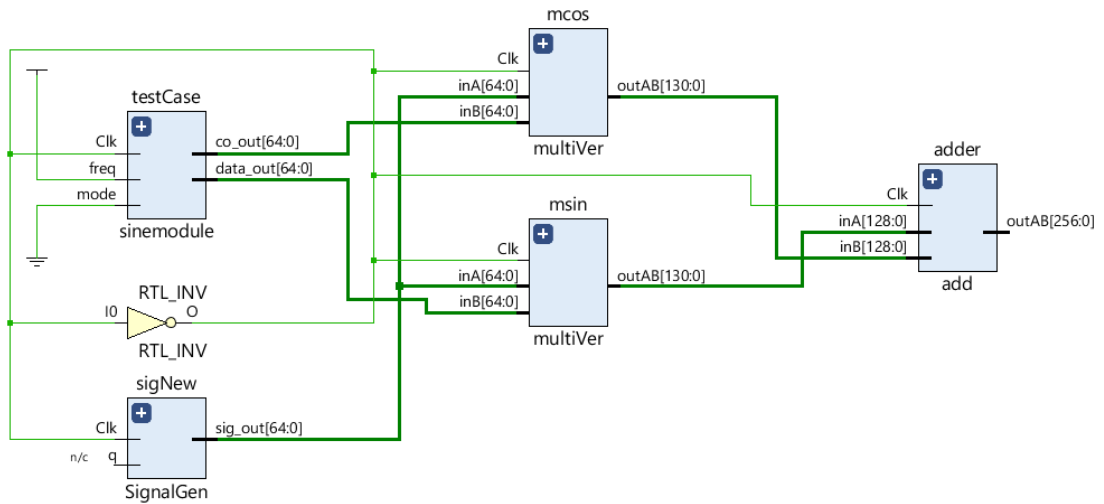 mcos
Clk
inA[64:0]
inB[64:0]
outAB[130:0]
multiVer
testCase
Clk
freq
mode
co_out[64:0]
data_out[64:0]
sinemodule
msin
Clk
inA[64:0]
inB[64:0]
outAB[130:0]
multiVer
adder
Clk
inA[128:0]
inB[128:0]
outAB[256:0]
add
RTL_INV
I0
O
RTL_INV
sigNew
Clk
n/c
q
sig_out[64:0]
SignalGen